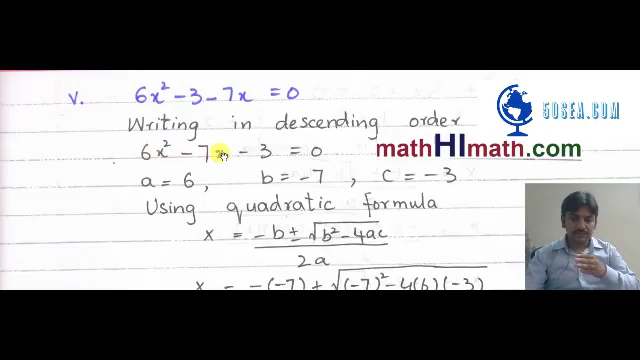 v. 6x² - 3 - 7x = 0
50SEA.COM
Writing in descending order
6x² - 7x - 3 = 0
mathHImath.com
a = 6, b = -7, c = -3
Using quadratic formula
x = -b ± √b² - 4ac
2a
x = -(-7) ± √(-7)² - 4(6)(-3)